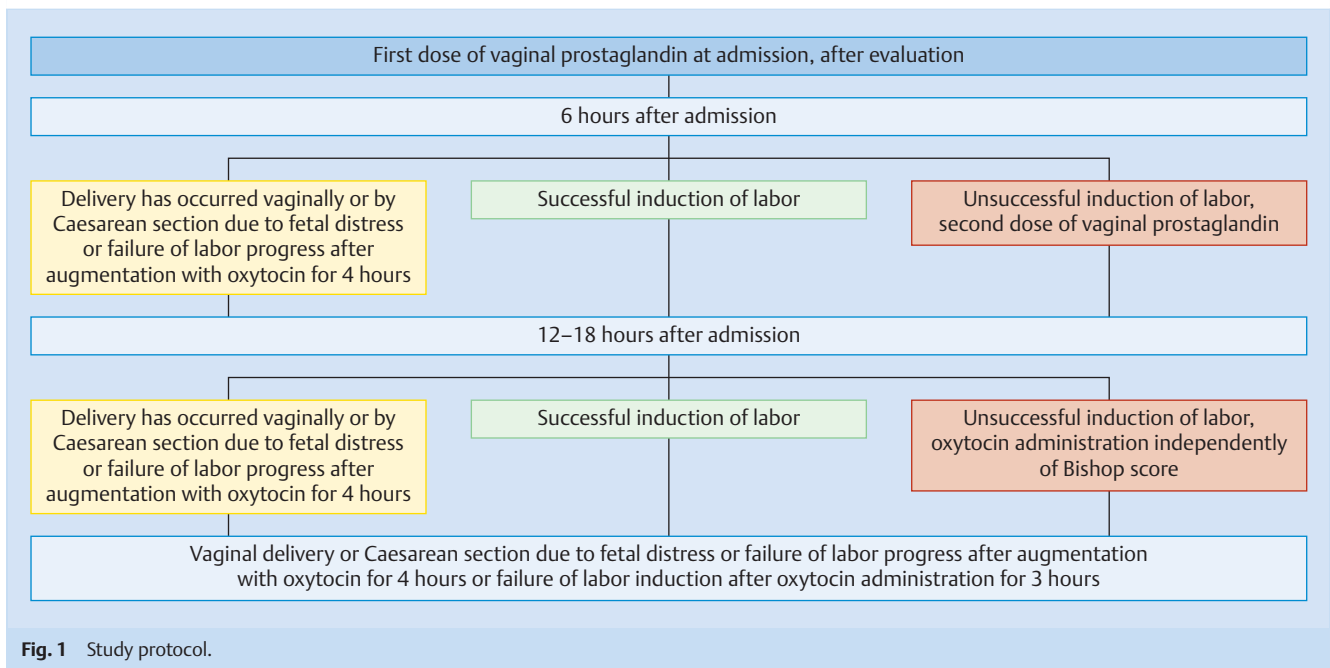 First dose of vaginal prostaglandin at admission, after evaluation
6 hours after admission
Delivery has occurred vaginally or by
Caesarean section due to fetal distress
or failure of labor progress after
augmentation with oxytocin for 4 hours
Successful induction of labor
Unsuccessful induction of labor,
second dose of vaginal prostaglandin
12–18 hours after admission
Delivery has occurred vaginally or by
Caesarean section due to fetal distress
or failure of labor progress after
augmentation with oxytocin for 4 hours
Successful induction of labor
Unsuccessful induction of labor,
oxytocin administration independently
of Bishop score
Vaginal delivery or Caesarean section due to fetal distress or failure of labor progress after augmentation
with oxytocin for 4 hours or failure of labor induction after oxytocin administration for 3 hours
Fig. 1 Study protocol.